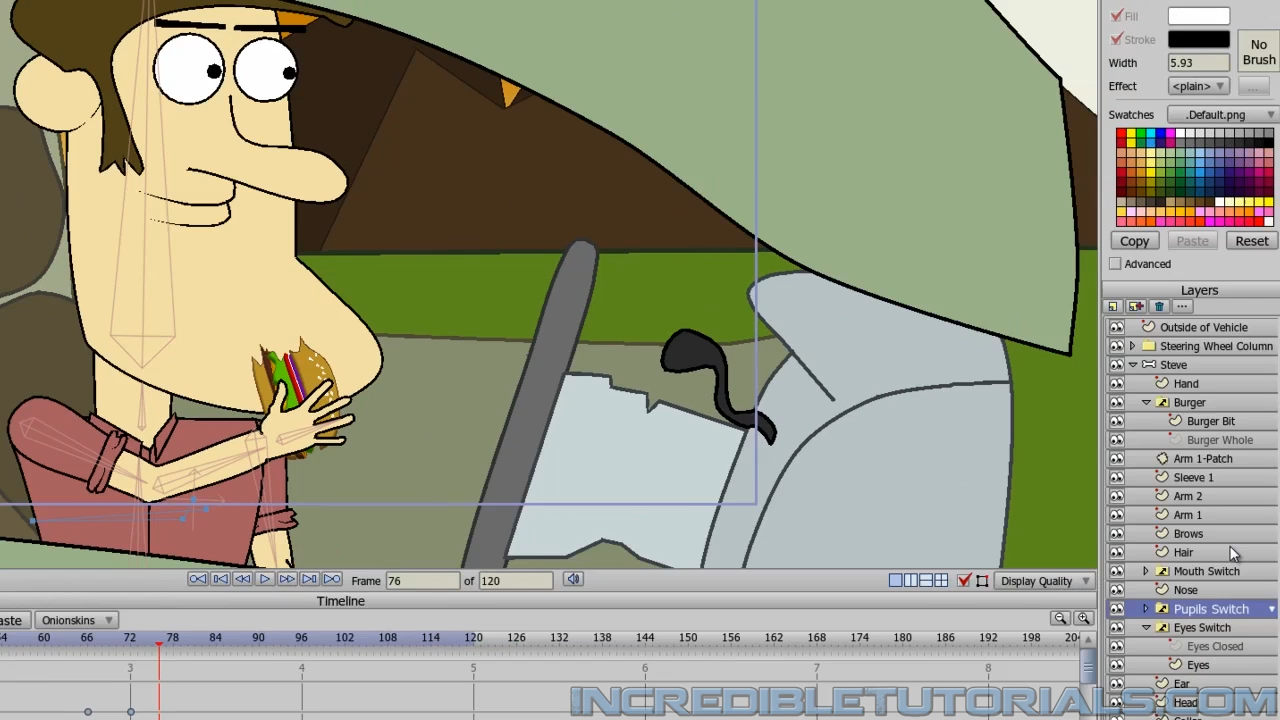 Fill
Stroke
No Brush
Width 5.93
Effect <plain> ...
Swatches .Default.png
Copy Paste Reset
Advanced
Layers
Outside of Vehicle
Steering Wheel Column
Steve
Hand
Burger
Burger Bit
Burger Whole
Arm 1-Patch
Sleeve 1
Arm 2
Arm 1
Brows
Hair
Mouth Switch
Nose
Pupils Switch
Eyes Switch
Eyes Closed
Eyes
Ear
Head
Frame 76 of 120 Display Quality
Timeline
aste Onionskins
54 60 66 72 78 84 90 96 102 108 114 120 126 132 138 144 150 156 162 168 174 180 186 192 198 204
3 4 5 6 7 8
INCREDIBLETUTORIALS.COM